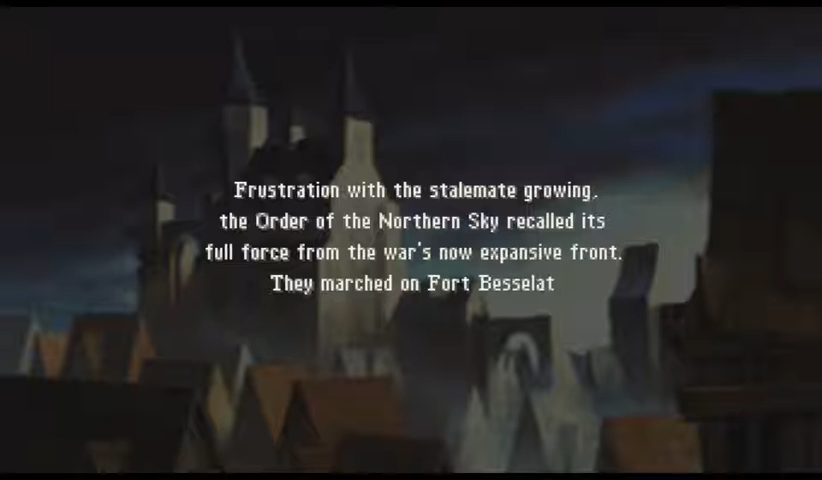 Frustration with the stalemate growing,
the Order of the Northern Sky recalled its
full force from the war's now expansive front.
They marched on Fort Besselat